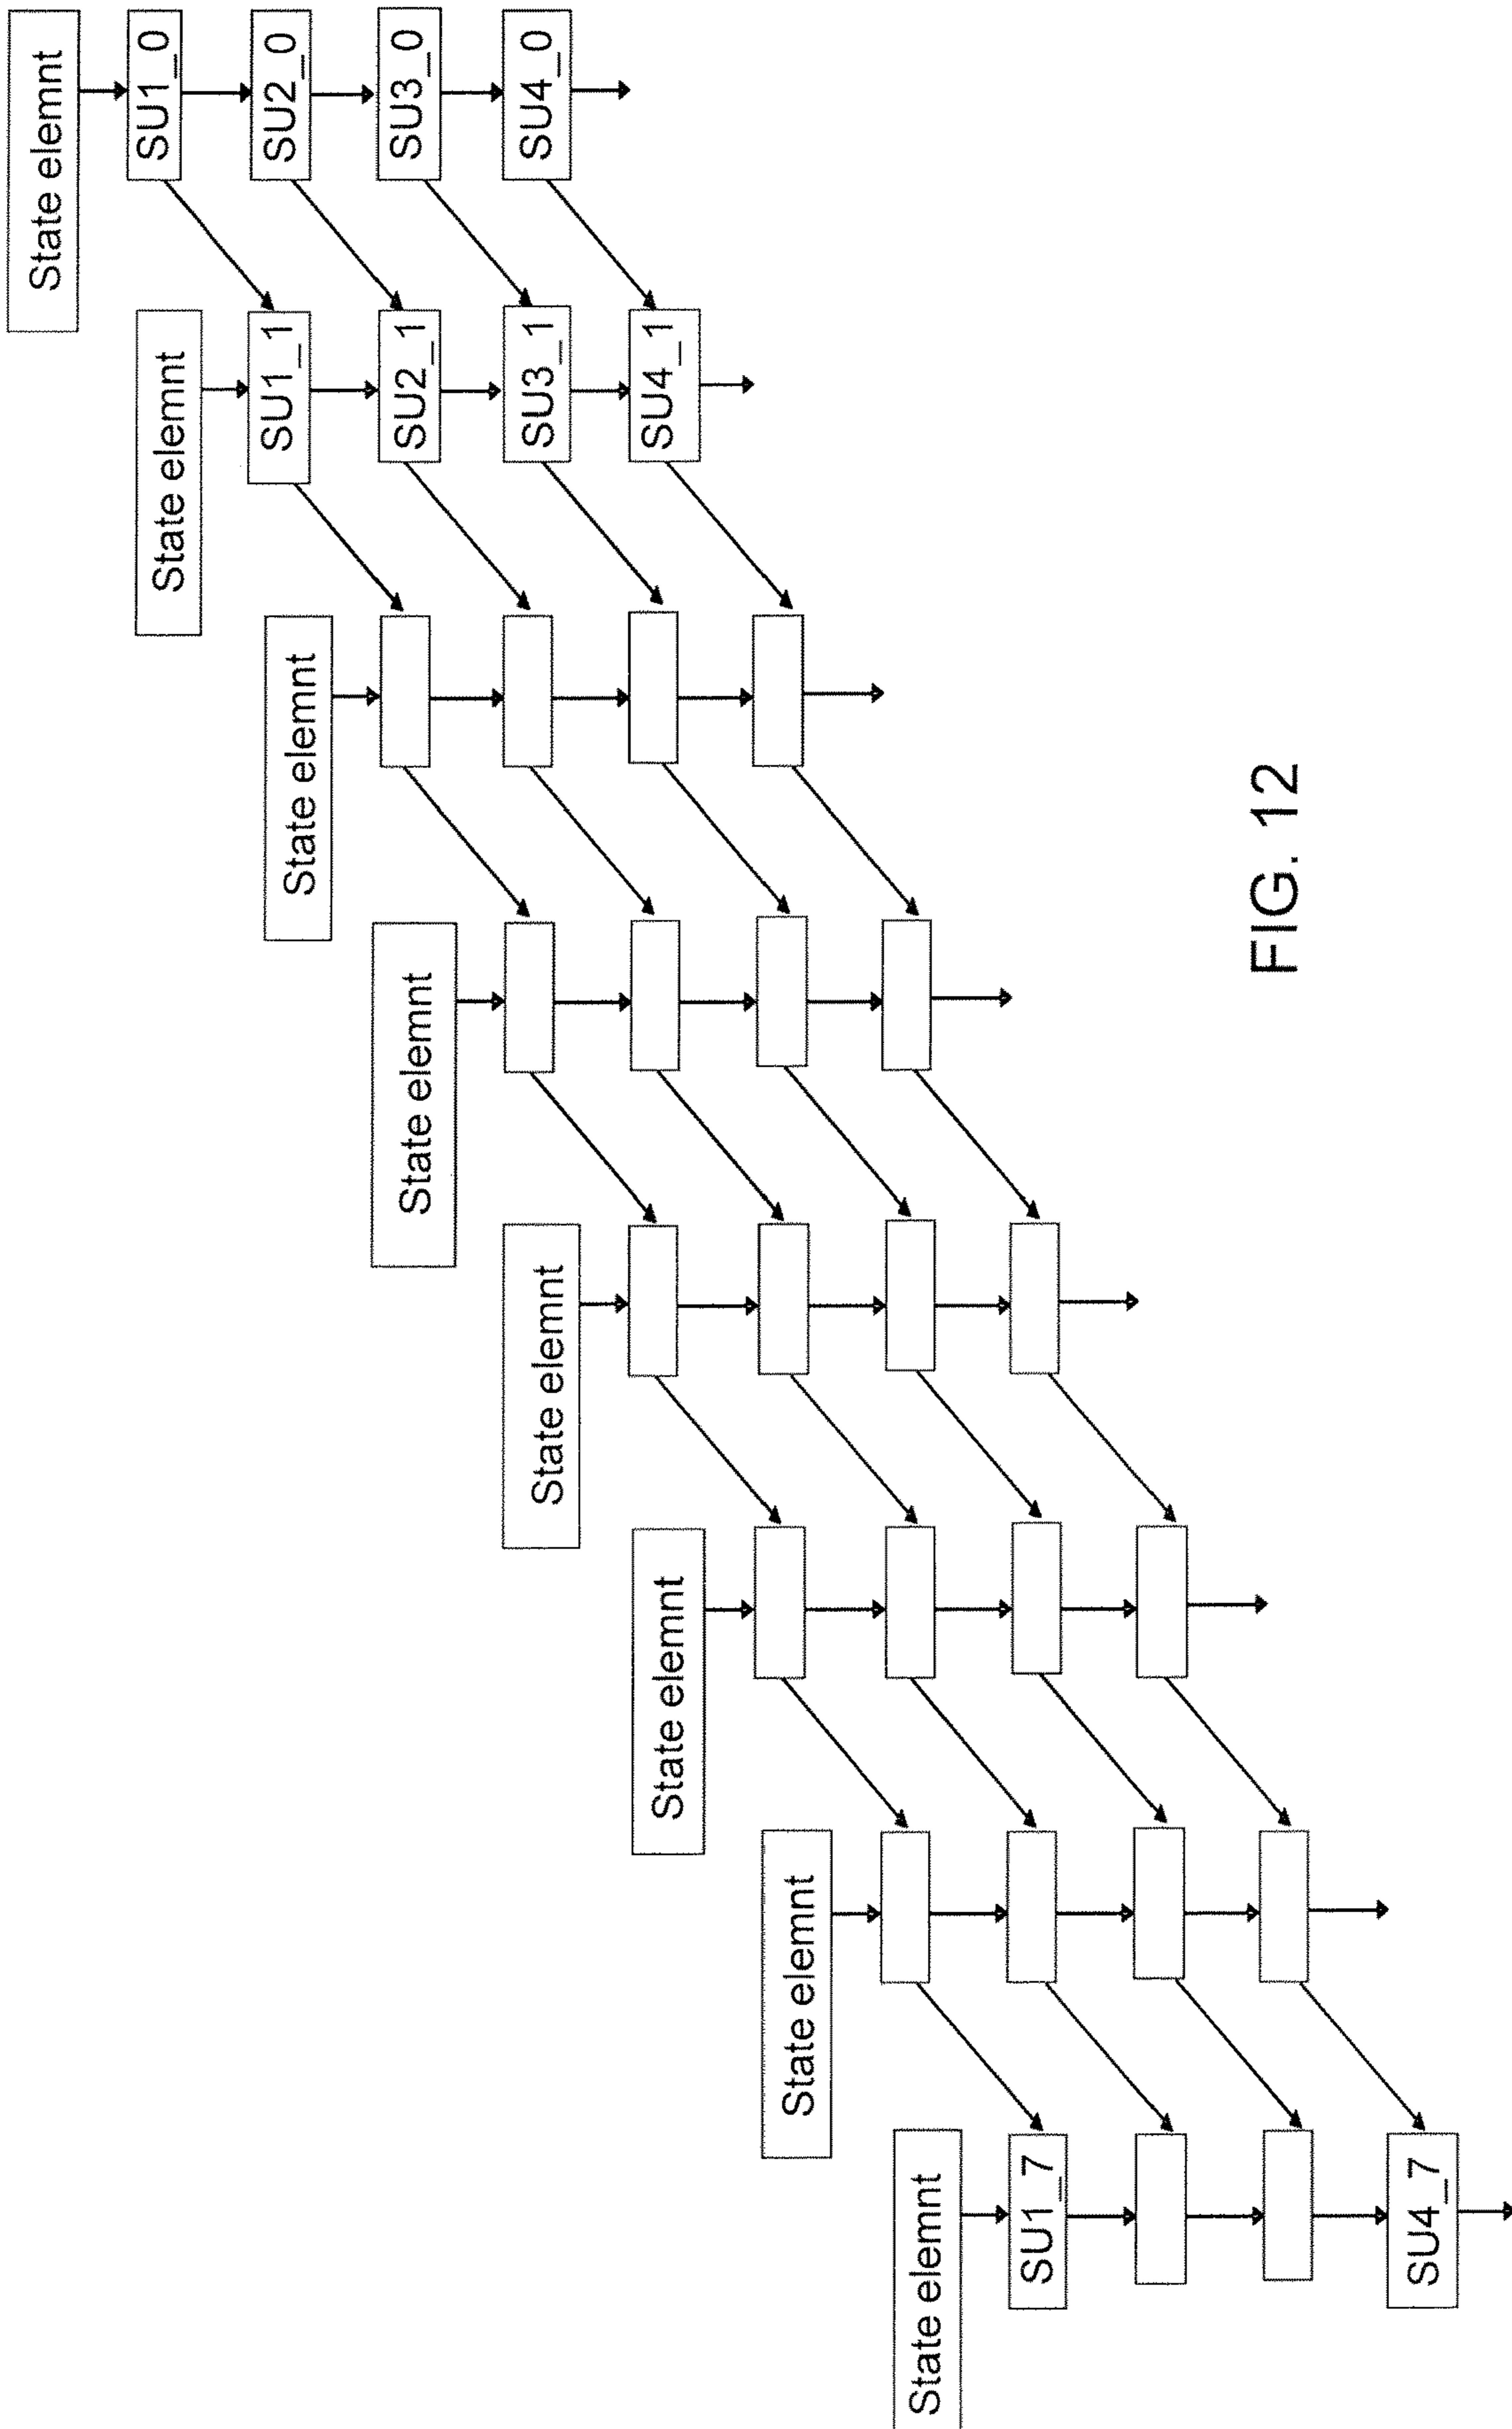 State elemnt
SU1_0
SU2_0
SU3_0
SU4_0
State elemnt
SU1_1
SU2_1
SU3_1
SU4_1
State elemnt
State elemnt
State elemnt
State elemnt
State elemnt
State elemnt
SU1_7
SU4_7
FIG. 12